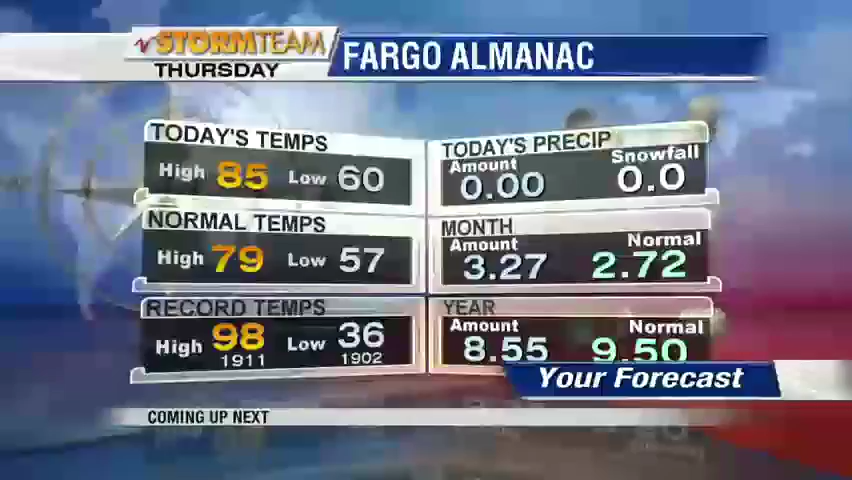 STORMTEAM
THURSDAY
FARGO ALMANAC
TODAY'S TEMPS
High 85 Low 60
NORMAL TEMPS
High 79 Low 57
RECORD TEMPS
High 98 Low 36
1911 1902
TODAY'S PRECIP
Amount Snowfall
0.00 0.0
MONTH
Amount Normal
3.27 2.72
YEAR
Amount Normal
8.55 9.50
Your Forecast
COMING UP NEXT